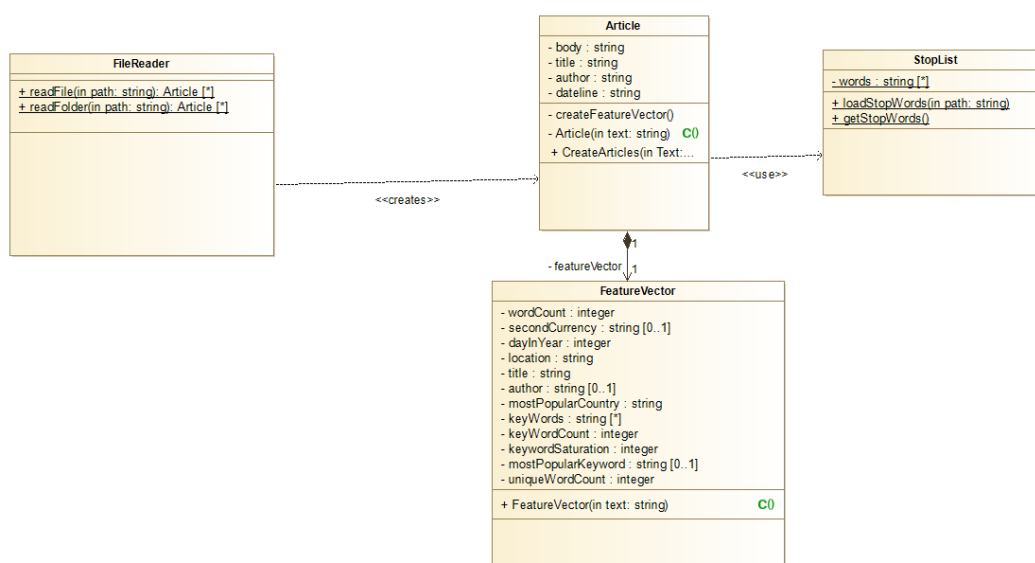 FileReader
+ readFile(in path: string): Article [*]
+ readFolder(in path: string): Article [*]
<<creates>>
Article
- body : string
- title : string
- author : string
- dateline : string
- createFeatureVector()
- Article(in text: string) C()
+ CreateArticles(in Text:...
<<use>>
StopList
- words : string [*]
+ loadStopWords(in path: string)
+ getStopWords()
1
- featureVector
1
FeatureVector
- wordCount : integer
- secondCurrency : string [0..1]
- dayInYear : integer
- location : string
- title : string
- author : string [0..1]
- mostPopularCountry : string
- keyWords : string [*]
- keyWordCount : integer
- keywordSaturation : integer
- mostPopularKeyword : string [0..1]
- uniqueWordCount : integer
+ FeatureVector(in text: string) C()